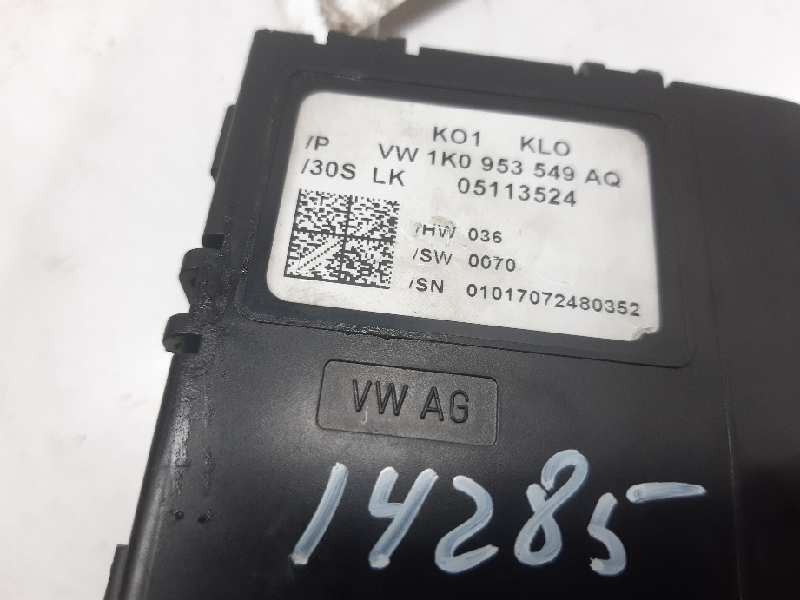 KO1 KLO
/P VW 1K0 953 549 AQ
/30S LK 05113524
/HW 036
/SW 0070
/SN 01017072480352
VW AG
14285